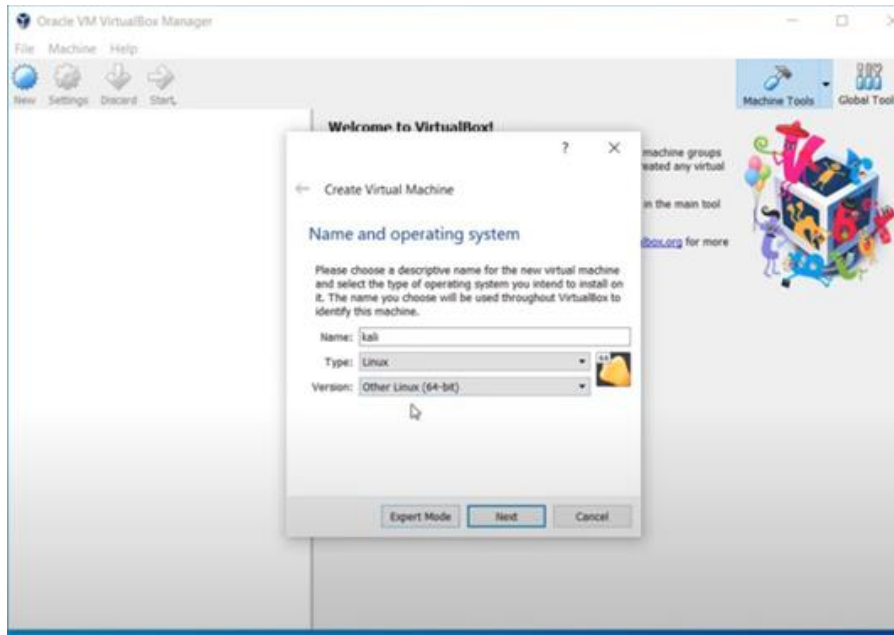 Oracle VM VirtualBox Manager
File Machine Help
New Settings Discard Start
Machine Tools
Global Tool
Welcome to VirtualBox!
machine groups
eated any virtual
in the main tool
lbox.org for more
? ×
← Create Virtual Machine
Name and operating system
Please choose a descriptive name for the new virtual machine
and select the type of operating system you intend to install on
it. The name you choose will be used throughout VirtualBox to
identify this machine.
Name: kali
Type: Linux
64
Version: Other Linux (64-bit)
Expert Mode Next Cancel